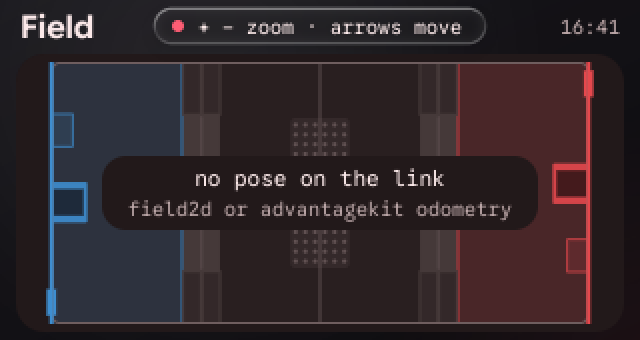 Field
+ − zoom · arrows move
16:41
no pose on the link
field2d or advantagekit odometry